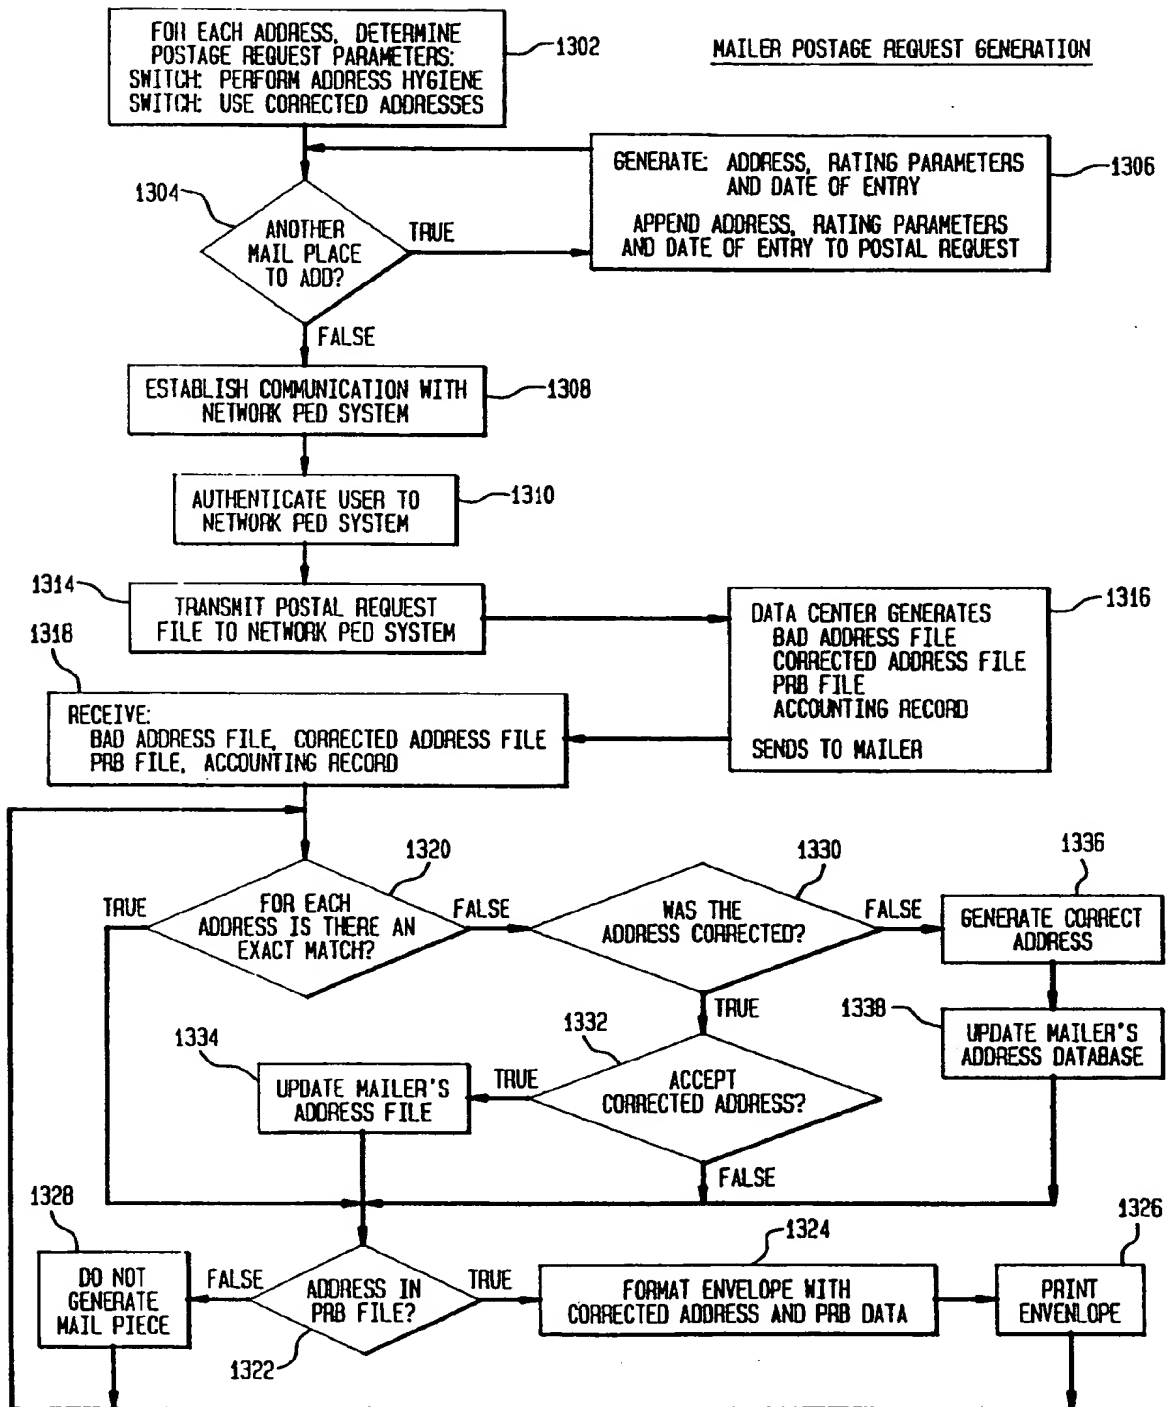 FOR EACH ADDRESS, DETERMINE
POSTAGE REQUEST PARAMETERS:
SWITCH: PERFORM ADDRESS HYGIENE
SWITCH: USE CORRECTED ADDRESSES
1302
MAILER POSTAGE REQUEST GENERATION
GENERATE: ADDRESS, RATING PARAMETERS
AND DATE OF ENTRY
APPEND ADDRESS, RATING PARAMETERS
AND DATE OF ENTRY TO POSTAL REQUEST
1306
1304
ANOTHER
MAIL PLACE
TO ADD?
TRUE
FALSE
ESTABLISH COMMUNICATION WITH
NETWORK PED SYSTEM
1308
AUTHENTICATE USER TO
NETWORK PED SYSTEM
1310
1314
TRANSMIT POSTAL REQUEST
FILE TO NETWORK PED SYSTEM
DATA CENTER GENERATES
BAD ADDRESS FILE
CORRECTED ADDRESS FILE
PRB FILE
ACCOUNTING RECORD
SENDS TO MAILER
1316
1318
RECEIVE:
BAD ADDRESS FILE, CORRECTED ADDRESS FILE
PRB FILE, ACCOUNTING RECORD
1320
FOR EACH
ADDRESS IS THERE AN
EXACT MATCH?
TRUE
FALSE
1330
WAS THE
ADDRESS CORRECTED?
FALSE
TRUE
1336
GENERATE CORRECT
ADDRESS
1338
UPDATE MAILER'S
ADDRESS DATABASE
1332
ACCEPT
CORRECTED ADDRESS?
TRUE
FALSE
1334
UPDATE MAILER'S
ADDRESS FILE
1328
DO NOT
GENERATE
MAIL PIECE
FALSE
ADDRESS IN
PRB FILE?
TRUE
1322
1324
FORMAT ENVELOPE WITH
CORRECTED ADDRESS AND PRB DATA
1326
PRINT
ENVENLOPE